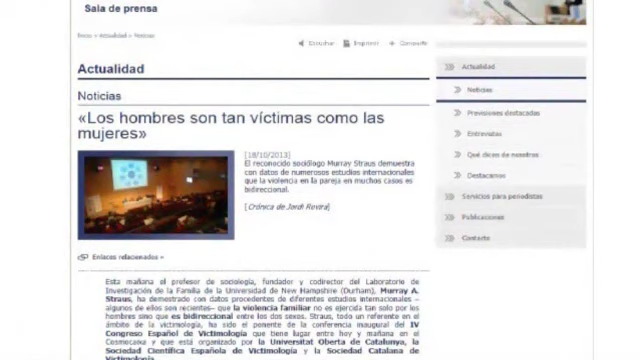 Sala de prensa
Inicio > Actualidad > Noticias
Escuchar Imprimir Compartir
Actualidad
Noticias
«Los hombres son tan víctimas como las
mujeres»
[18/10/2013]
El reconocido sociólogo Murray Straus demuestra
con datos de numerosos estudios internacionales
que la violencia en la pareja en muchos casos es
bidireccional.
[Crónica de Jordi Rovira]
Enlaces relacionados
Esta mañana el profesor de sociología, fundador y codirector del Laboratorio de
Investigación de la Familia de la Universidad de New Hampshire (Durham), Murray A.
Straus, ha demostrado con datos procedentes de diferentes estudios internacionales –
algunos de ellos son recientes– que la violencia familiar no es ejercida tan solo por los
hombres sino que es bidireccional entre los dos sexos. Straus, todo un referente en el
ámbito de la victimología, ha sido el ponente de la conferencia inaugural del IV
Congreso Español de Victimología que tiene lugar entre hoy y mañana en el
Cosmocaixa y que está organizado por la Universitat Oberta de Catalunya, la
Sociedad Científica Española de Victimología y la Sociedad Catalana de
Victimología.
Actualidad
Noticias
Previsiones destacadas
Entrevistas
Qué dicen de nosotros
Destacamos
Servicios para periodistas
Publicaciones
Contacto